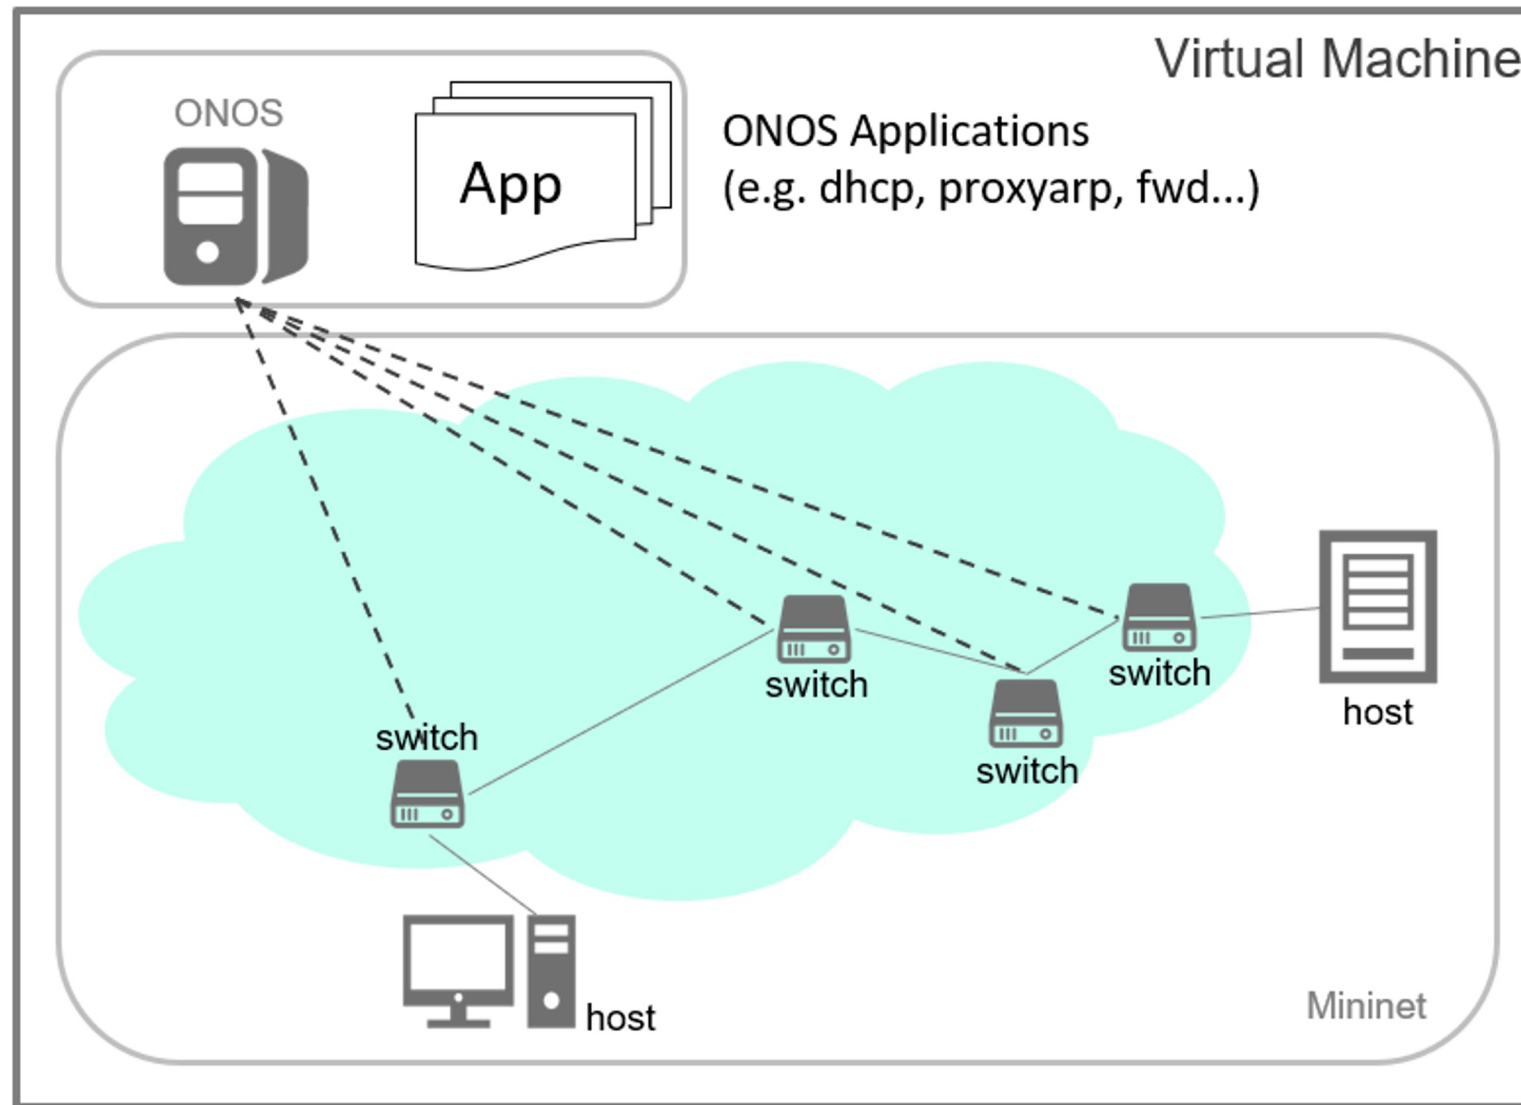 Virtual Machine
ONOS
App
ONOS Applications
(e.g. dhcp, proxyarp, fwd...)
switch
switch
switch
switch
host
host
Mininet